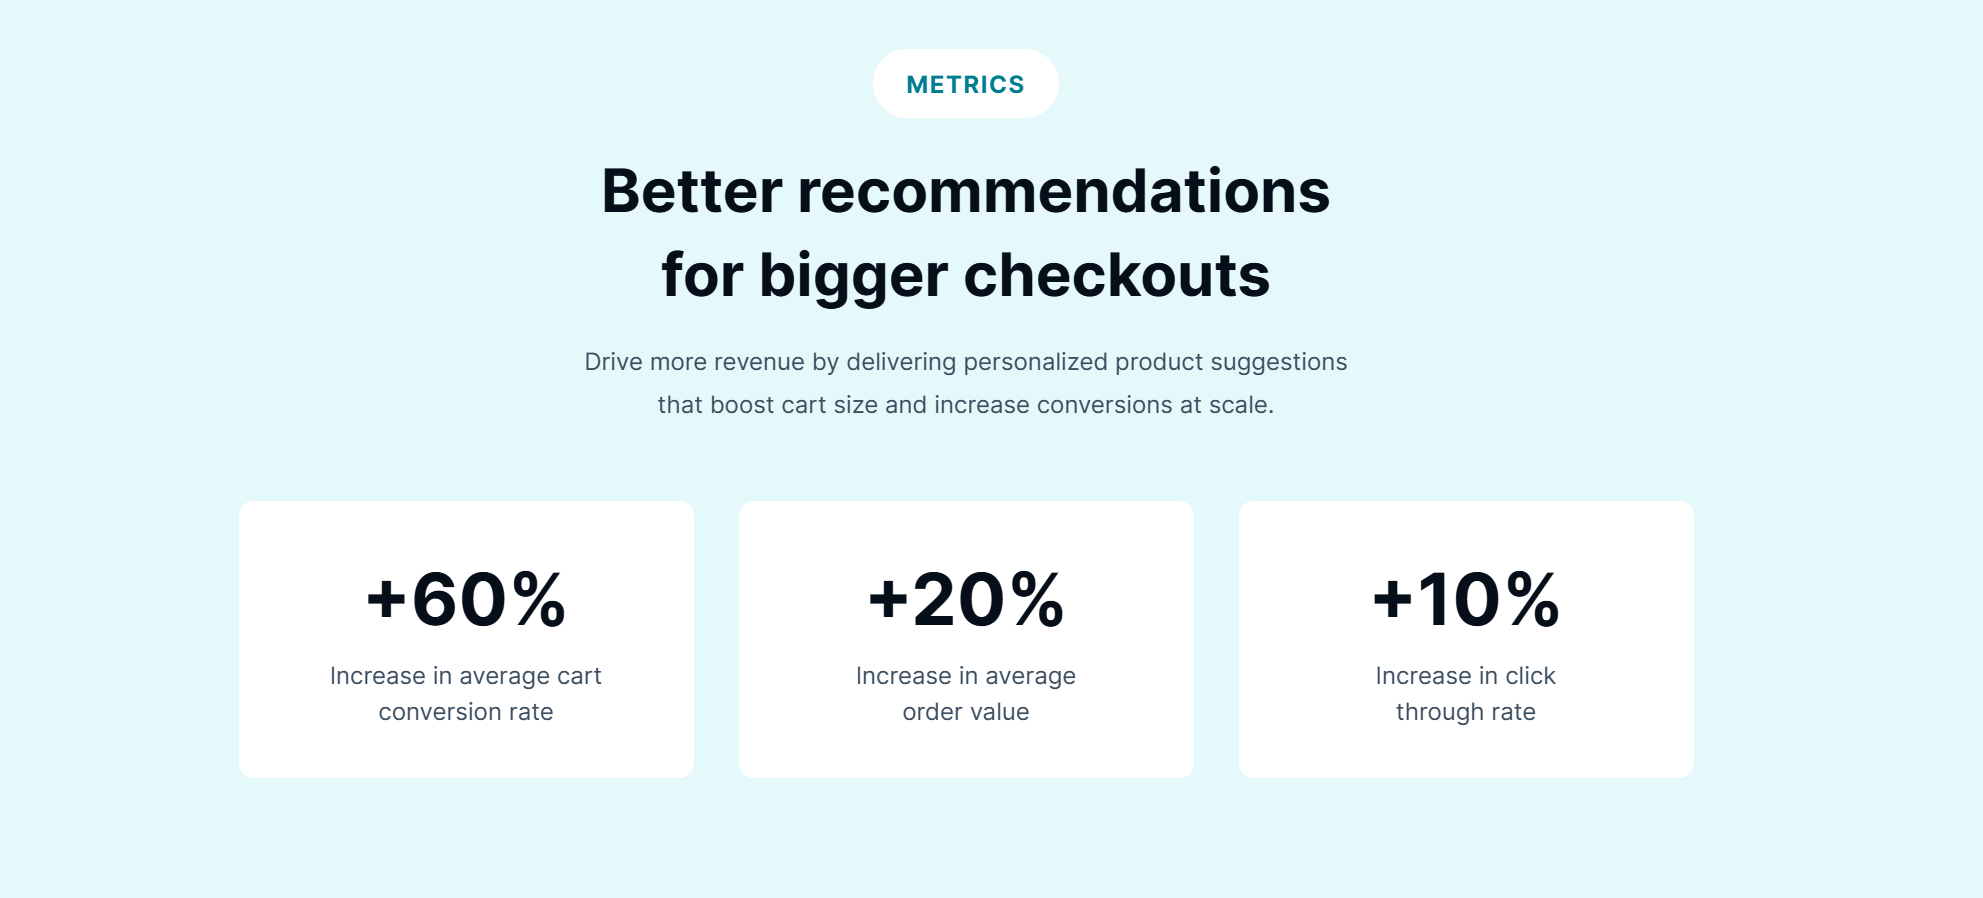 METRICS
Better recommendations
for bigger checkouts
Drive more revenue by delivering personalized product suggestions
that boost cart size and increase conversions at scale.
+60%
Increase in average cart
conversion rate
+20%
Increase in average
order value
+10%
Increase in click
through rate